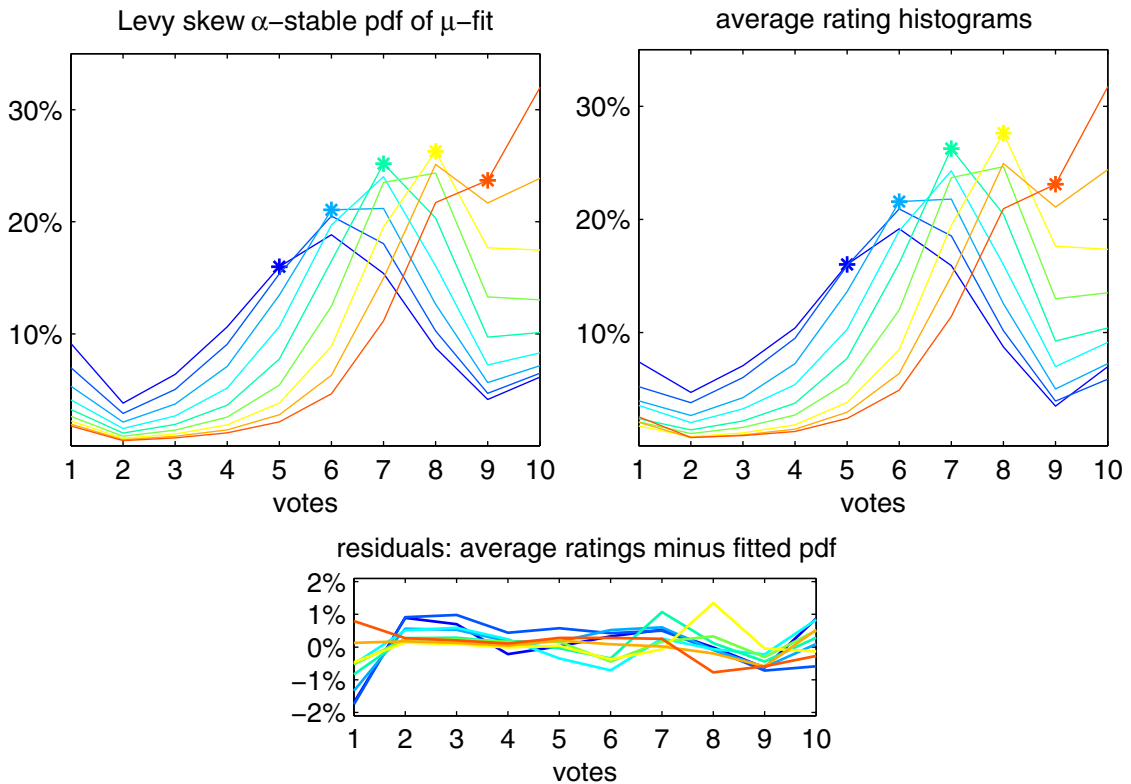 Levy skew α−stable pdf of μ−fit
30%
20%
10%
1 2 3 4 5 6 7 8 9 10
votes
average rating histograms
30%
20%
10%
1 2 3 4 5 6 7 8 9 10
votes
residuals: average ratings minus fitted pdf
2%
1%
0%
−1%
−2%
1 2 3 4 5 6 7 8 9 10
votes